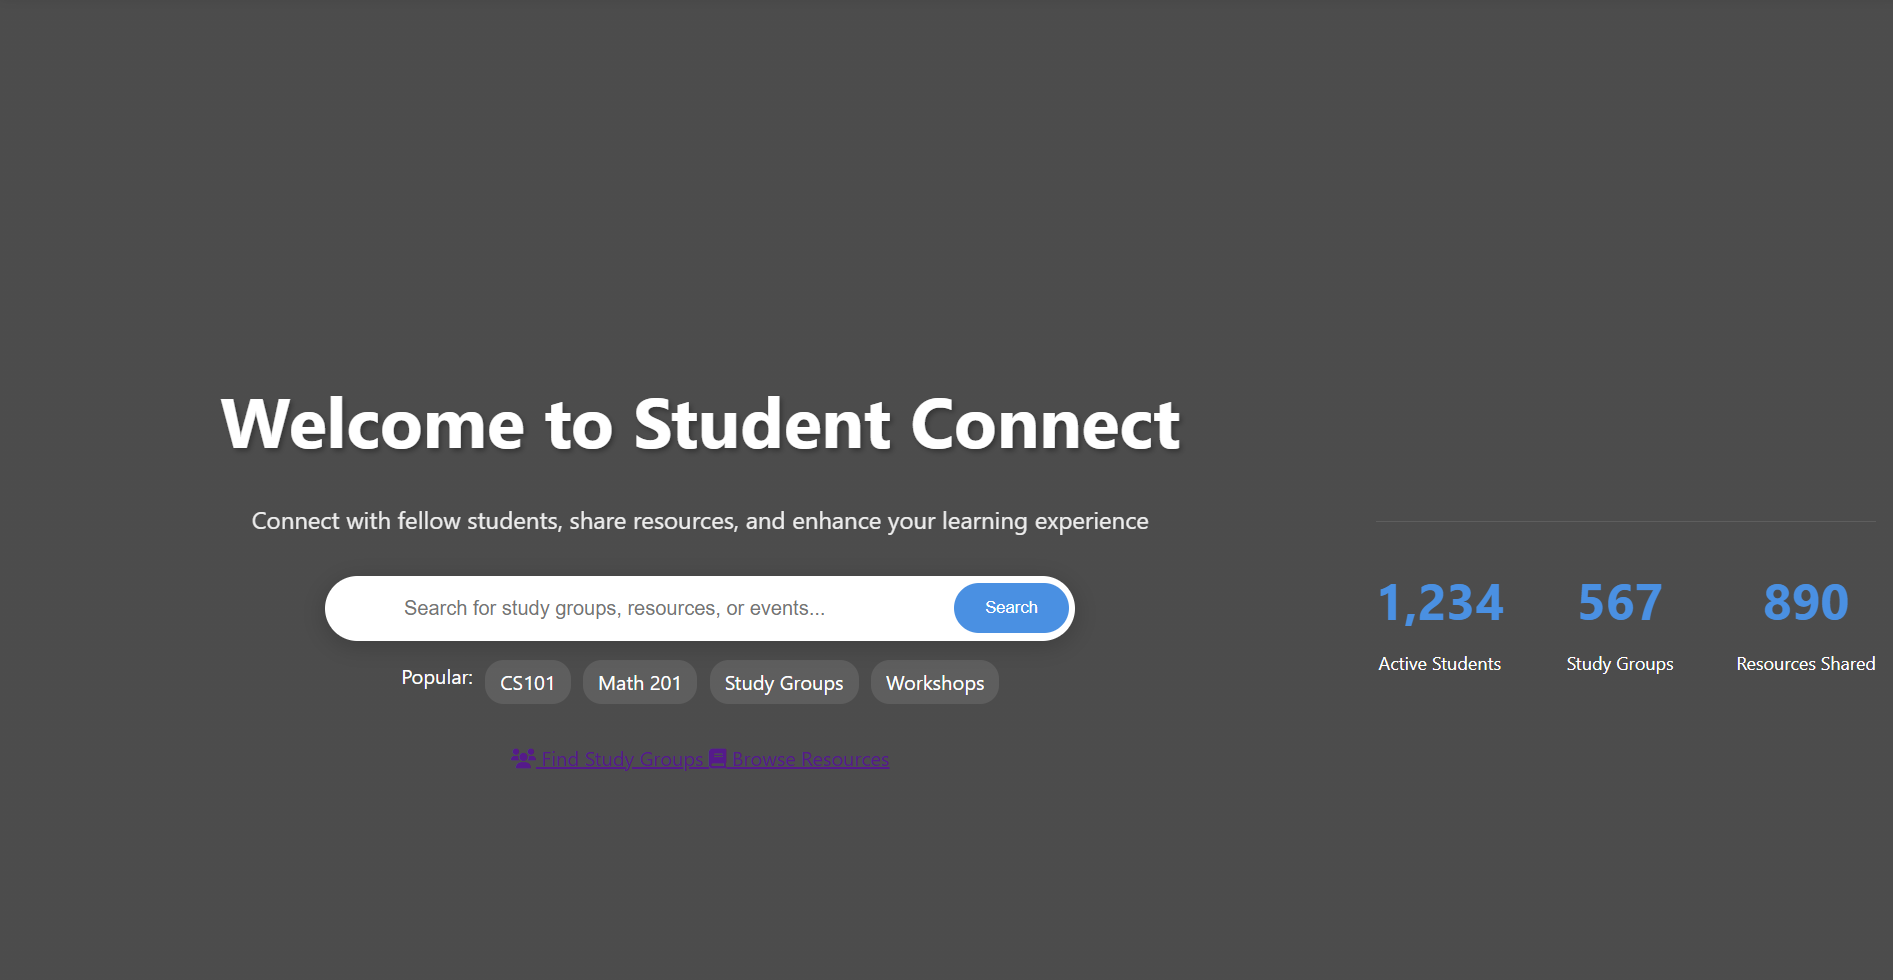 Welcome to Student Connect
Connect with fellow students, share resources, and enhance your learning experience
Search for study groups, resources, or events...
Search
Popular:
CS101
Math 201
Study Groups
Workshops
Find Study Groups
Browse Resources
1,234
Active Students
567
Study Groups
890
Resources Shared